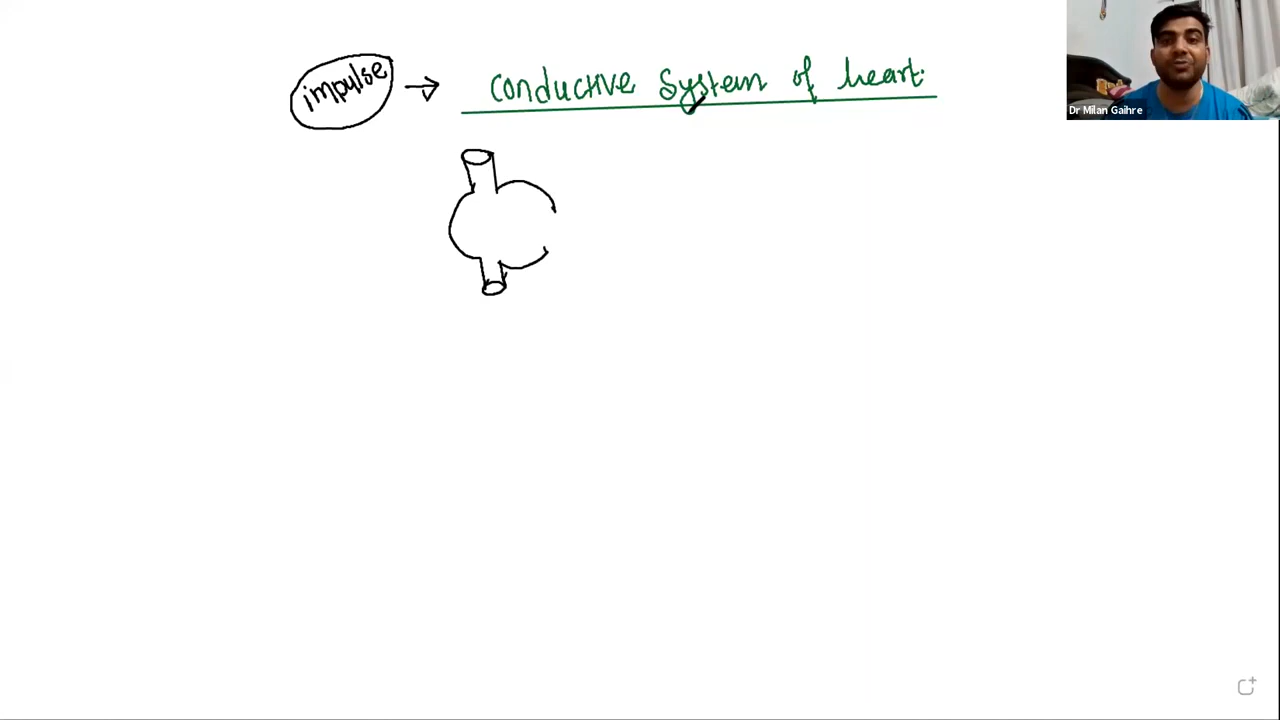 impulse → conductive system of heart.
Dr Milan Gaihre